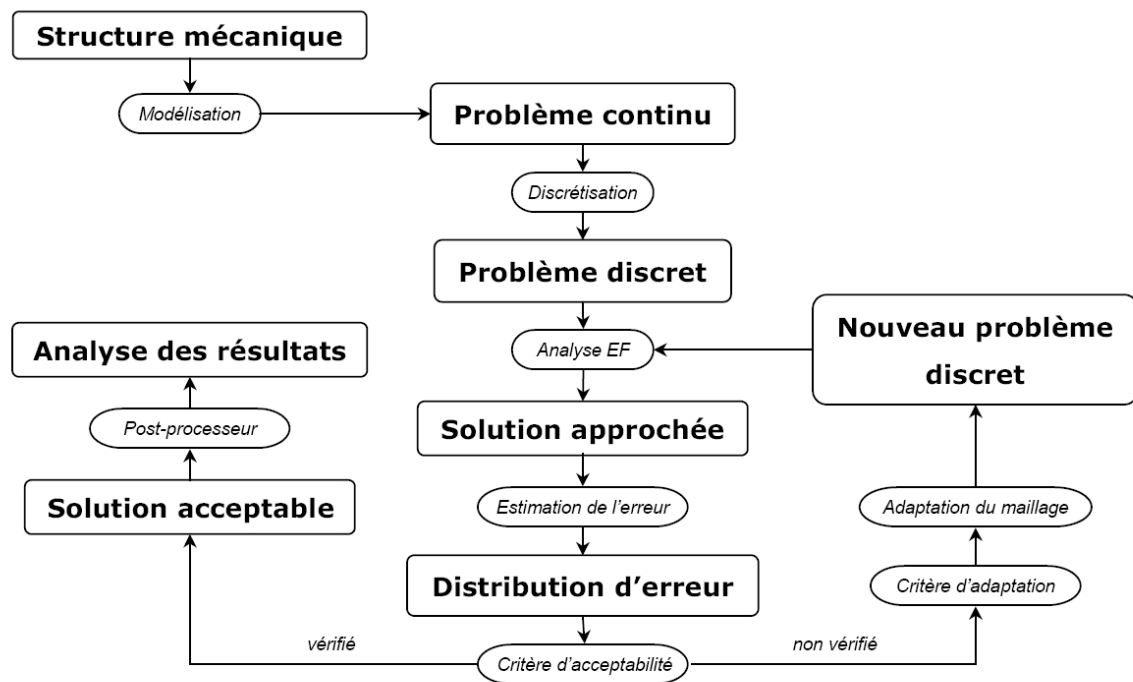 Structure mécanique
Modélisation
Problème continu
Discrétisation
Problème discret
Analyse EF
Solution approchée
Estimation de l'erreur
Distribution d'erreur
Critère d'acceptabilité
vérifié
Solution acceptable
Post-processeur
Analyse des résultats
non vérifié
Critère d'adaptation
Adaptation du maillage
Nouveau problème
discret